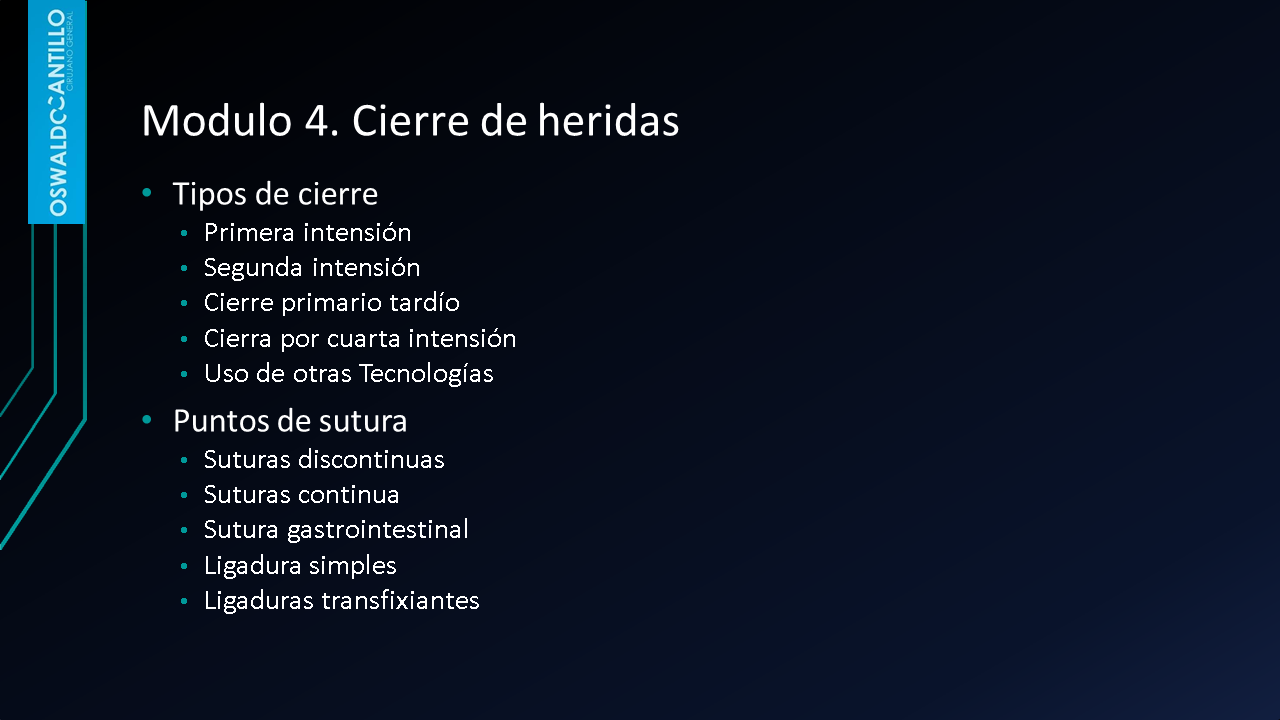 OSWALDO CANTILLO
CIRUJANO GENERAL
Modulo 4. Cierre de heridas
• Tipos de cierre
• Primera intensión
• Segunda intensión
• Cierre primario tardío
• Cierra por cuarta intensión
• Uso de otras Tecnologías
• Puntos de sutura
• Suturas discontinuas
• Suturas continua
• Sutura gastrointestinal
• Ligadura simples
• Ligaduras transfixiantes